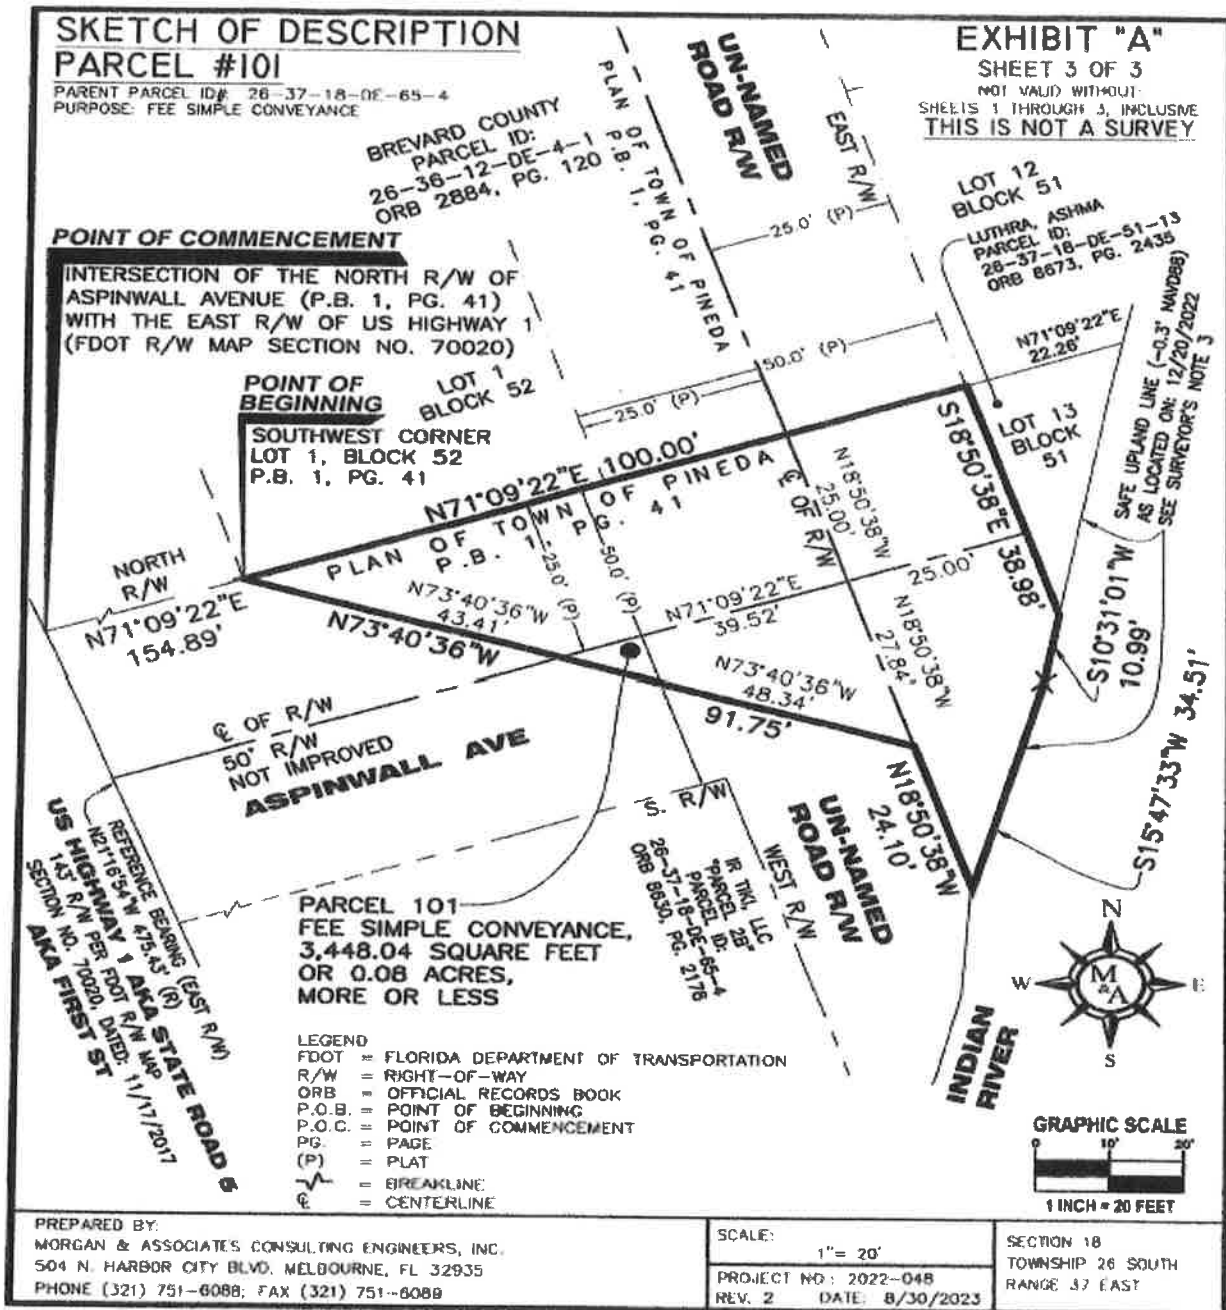 SKETCH OF DESCRIPTION
PARCEL #101
PARENT PARCEL ID#: 26-37-18-DE-65-4
PURPOSE: FEE SIMPLE CONVEYANCE
EXHIBIT "A"
SHEET 3 OF 3
NOT VALID WITHOUT
SHEETS 1 THROUGH 3, INCLUSIVE
THIS IS NOT A SURVEY
BREVARD COUNTY
PARCEL ID:
26-36-12-DE-4-1
ORB 2884, PG. 120
PLAN OF TOWN OF PINEDA
P.B. 1, PG. 41
UN-NAMED
ROAD R/W
EAST R/W
25.0' (P)
LOT 12
BLOCK 51
LUTHRA, ASHMA
PARCEL ID:
26-37-18-DE-51-13
ORB 8673, PG. 2435
POINT OF COMMENCEMENT
INTERSECTION OF THE NORTH R/W OF
ASPINWALL AVENUE (P.B. 1, PG. 41)
WITH THE EAST R/W OF US HIGHWAY 1
(FDOT R/W MAP SECTION NO. 70020)
POINT OF
BEGINNING
SOUTHWEST CORNER
LOT 1, BLOCK 52
P.B. 1, PG. 41
LOT 1
BLOCK 52
50.0' (P)
25.0' (P)
N71°09'22"E
22.26'
SAFE UPLAND LINE (-0.3' NAVD88)
AS LOCATED ON: 12/20/2022
SEE SURVEYOR'S NOTE 3
LOT 13
BLOCK
51
N71°09'22"E 100.00'
PLAN OF TOWN OF PINEDA
P.B. 1, PG. 41
S18°50'38"E 38.98'
N18°50'38"W
25.00'
℄ OF R/W
25.0' (P)
50.0' (P)
NORTH
R/W
N71°09'22"E
154.89'
N73°40'36"W
43.41'
N73°40'36"W
N71°09'22"E
39.52'
25.00'
N18°50'38"W
27.84'
N73°40'36"W
48.34'
91.75'
S10°31'01"W
10.99'
S15°47'33"W 34.51'
N18°50'38"W
24.10'
℄ OF R/W
50' R/W
NOT IMPROVED
ASPINWALL AVE
S. R/W
UN-NAMED
ROAD R/W
WEST R/W
IR TIKI, LLC
"PARCEL 26"
PARCEL ID:
26-37-18-DE-65-4
ORB 8630, PG. 2176
REFERENCE BEARING (EAST R/W)
N21°16'54"W 475.43' (R)
US HIGHWAY 1 AKA STATE ROAD 5
143' R/W PER FDOT R/W MAP
SECTION NO. 70020, DATED: 11/17/2017
AKA FIRST ST
PARCEL 101
FEE SIMPLE CONVEYANCE,
3,448.04 SQUARE FEET
OR 0.08 ACRES,
MORE OR LESS
N
W
M
&
A
E
S
INDIAN
RIVER
LEGEND
FDOT = FLORIDA DEPARTMENT OF TRANSPORTATION
R/W = RIGHT-OF-WAY
ORB = OFFICIAL RECORDS BOOK
P.O.B. = POINT OF BEGINNING
P.O.C. = POINT OF COMMENCEMENT
PG. = PAGE
(P) = PLAT
= BREAKLINE
℄ = CENTERLINE
GRAPHIC SCALE
0 10' 20'
1 INCH = 20 FEET
PREPARED BY:
MORGAN & ASSOCIATES CONSULTING ENGINEERS, INC.
504 N. HARBOR CITY BLVD. MELBOURNE, FL 32935
PHONE (321) 751-6088; FAX (321) 751-6089
SCALE:
1"= 20'
PROJECT NO: 2022-048
REV. 2 DATE: 8/30/2023
SECTION 18
TOWNSHIP 26 SOUTH
RANGE 37 EAST